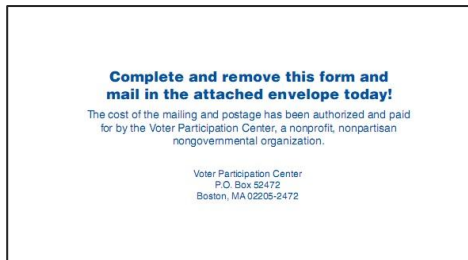 Complete and remove this form and
mail in the attached envelope today!
The cost of the mailing and postage has been authorized and paid
for by the Voter Participation Center, a nonprofit, nonpartisan
nongovernmental organization.
Voter Participation Center
P.O. Box 52472
Boston, MA 02205-2472